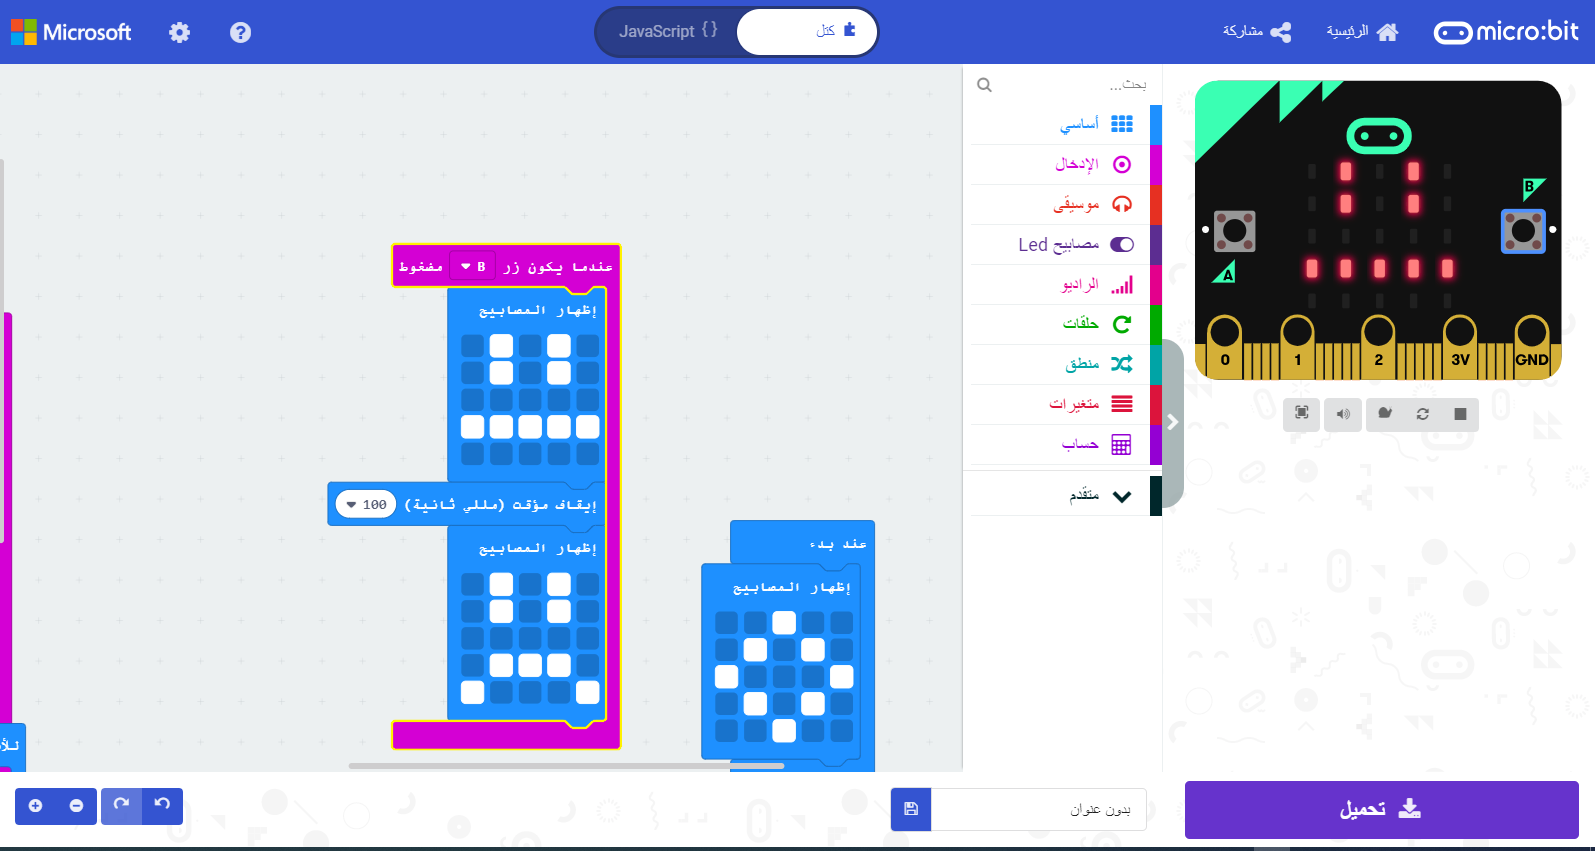 micro:bit
الرئيسية
مشاركة
كتل
JavaScript {}
?
Microsoft
بحث...
أساسي
الإدخال
موسيقى
مصابيح Led
الراديو
حلقات
منطق
متغيرات
حساب
متقدم
B
A
0 1 2 3V GND
عندما يكون زر B مضغوط
إظهار المصابيح
إيقاف مؤقت (مللي ثانية) 100
إظهار المصابيح
عند بدء
إظهار المصابيح
تحميل
بدون عنوان